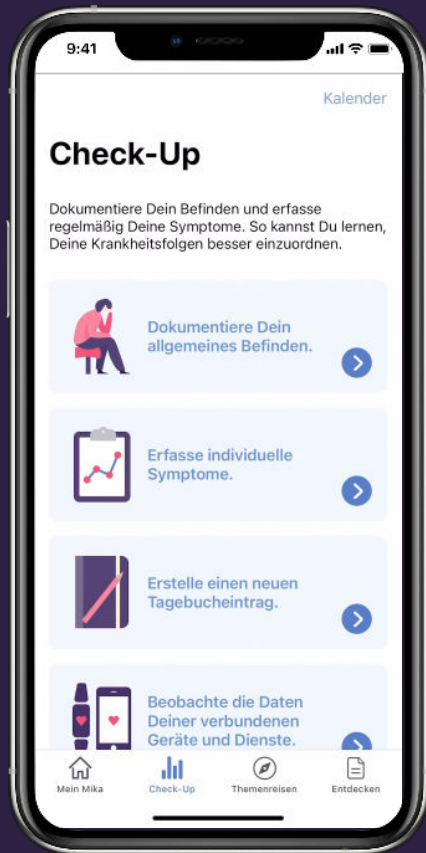 9:41
Kalender
Check-Up
Dokumentiere Dein Befinden und erfasse
regelmäßig Deine Symptome. So kannst Du lernen,
Deine Krankheitsfolgen besser einzuordnen.
Dokumentiere Dein
allgemeines Befinden.
Erfasse individuelle
Symptome.
Erstelle einen neuen
Tagebucheintrag.
Beobachte die Daten
Deiner verbundenen
Geräte und Dienste.
Mein Mika
Check-Up
Themenreisen
Entdecken